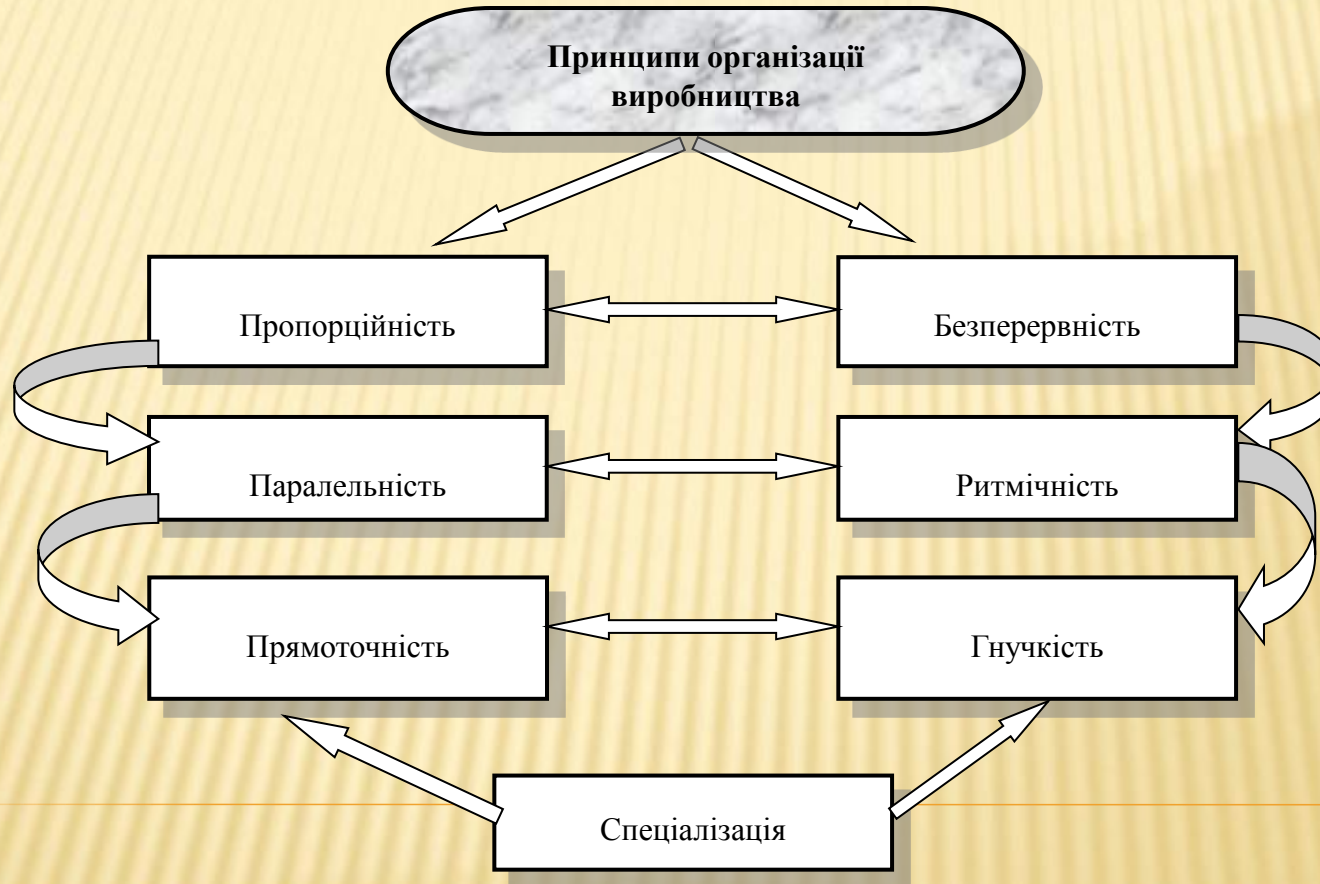 Принципи організації
виробництва
Пропорційність
Безперервність
Паралельність
Ритмічність
Прямоточність
Гнучкість
Спеціалізація